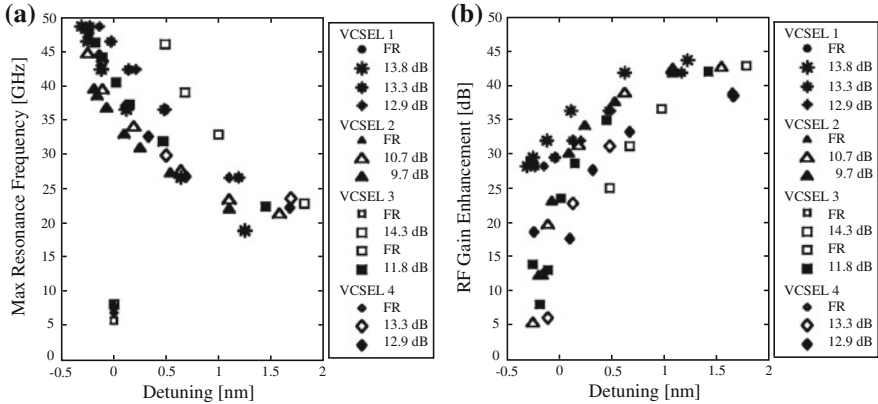 (a)
Max Resonance Frequency [GHz]
50
45
40
35
30
25
20
15
10
5
0
-0.5
0
0.5
1
1.5
2
Detuning [nm]
VCSEL 1
FR
13.8 dB
13.3 dB
12.9 dB
VCSEL 2
FR
10.7 dB
9.7 dB
VCSEL 3
FR
14.3 dB
FR
11.8 dB
VCSEL 4
FR
13.3 dB
12.9 dB
(b)
RF Gain Enhancement [dB]
50
45
40
35
30
25
20
15
10
5
0
-0.5
0
0.5
1
1.5
2
Detuning [nm]
VCSEL 1
FR
13.8 dB
13.3 dB
12.9 dB
VCSEL 2
FR
10.7 dB
9.7 dB
VCSEL 3
FR
14.3 dB
FR
11.8 dB
VCSEL 4
FR
13.3 dB
12.9 dB